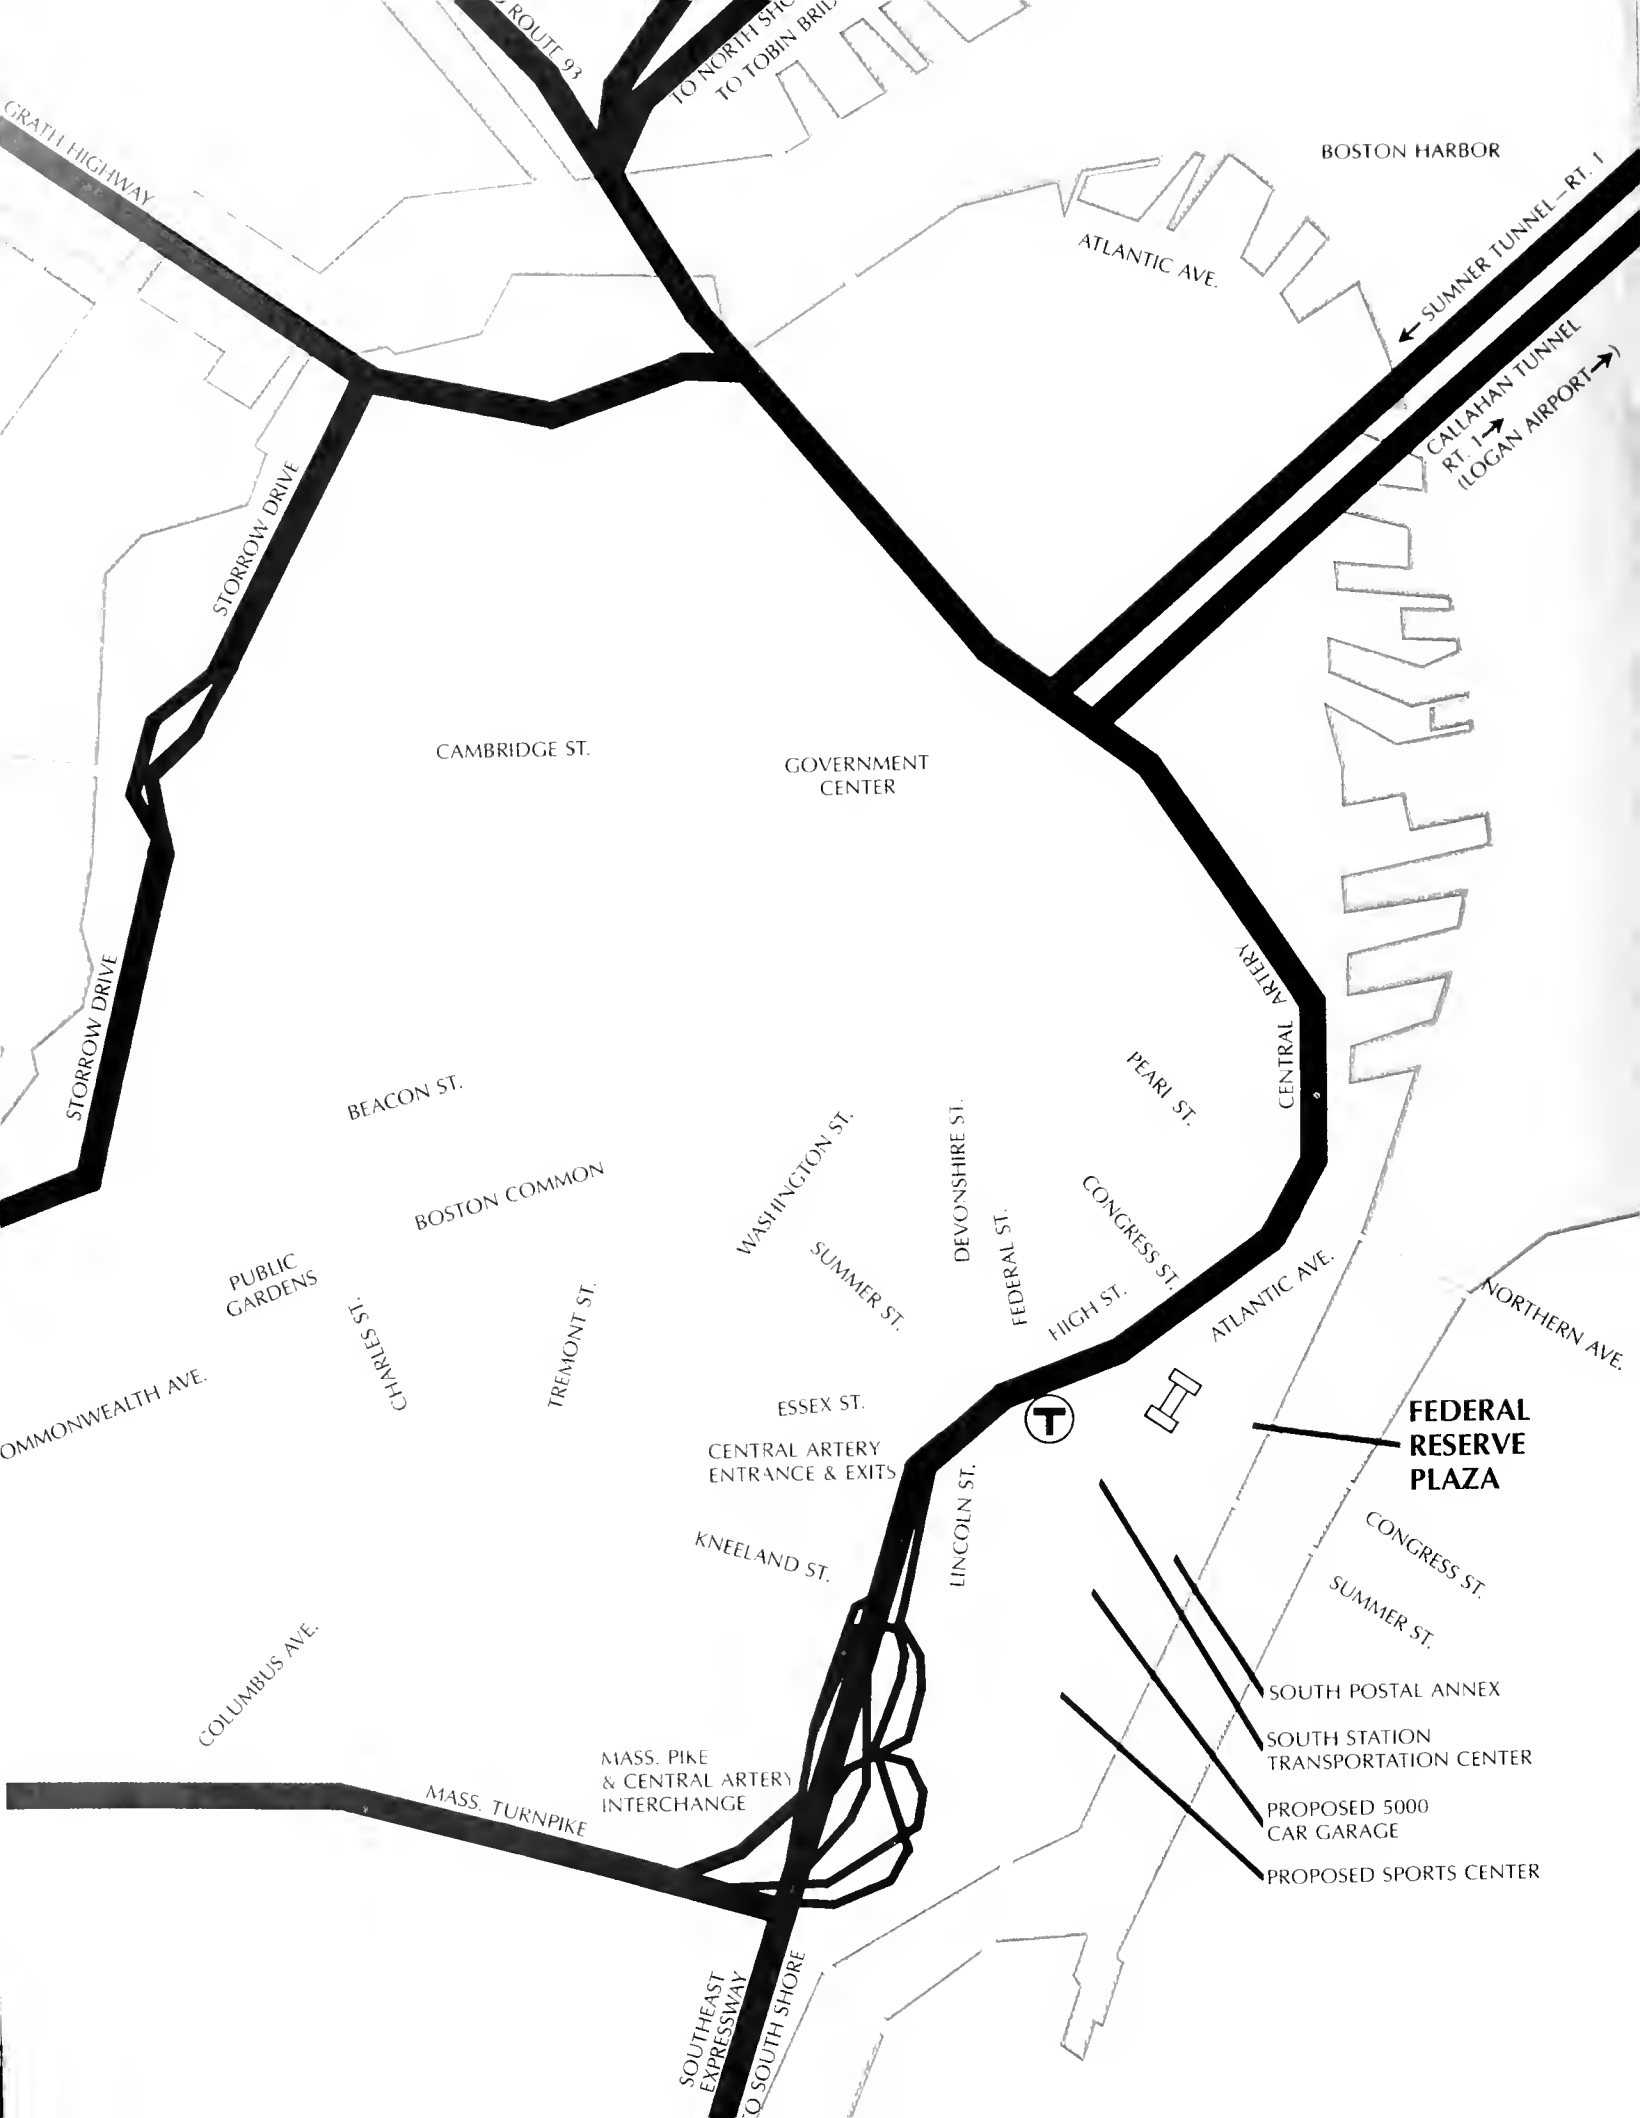 ROUTE 93
TO NORTH SHO
TO TOBIN BRID
GRATH HIGHWAY
BOSTON HARBOR
ATLANTIC AVE.
← SUMNER TUNNEL – RT. 1
CALLAHAN TUNNEL
RT. 1→
(LOGAN AIRPORT→)
STORROW DRIVE
CAMBRIDGE ST.
GOVERNMENT
CENTER
CENTRAL ARTERY
STORROW DRIVE
BEACON ST.
BOSTON COMMON
PUBLIC
GARDENS
CHARLES ST.
TREMONT ST.
WASHINGTON ST.
SUMMER ST.
DEVONSHIRE ST.
FEDERAL ST.
PEARL ST.
CONGRESS ST.
HIGH ST.
ATLANTIC AVE.
NORTHERN AVE.
OMMONWEALTH AVE.
ESSEX ST.
CENTRAL ARTERY
ENTRANCE & EXITS
T
FEDERAL
RESERVE
PLAZA
KNEELAND ST.
LINCOLN ST.
CONGRESS ST.
SUMMER ST.
COLUMBUS AVE.
SOUTH POSTAL ANNEX
SOUTH STATION
TRANSPORTATION CENTER
PROPOSED 5000
CAR GARAGE
PROPOSED SPORTS CENTER
MASS. PIKE
& CENTRAL ARTERY
INTERCHANGE
MASS. TURNPIKE
SOUTHEAST
EXPRESSWAY
TO SOUTH SHORE